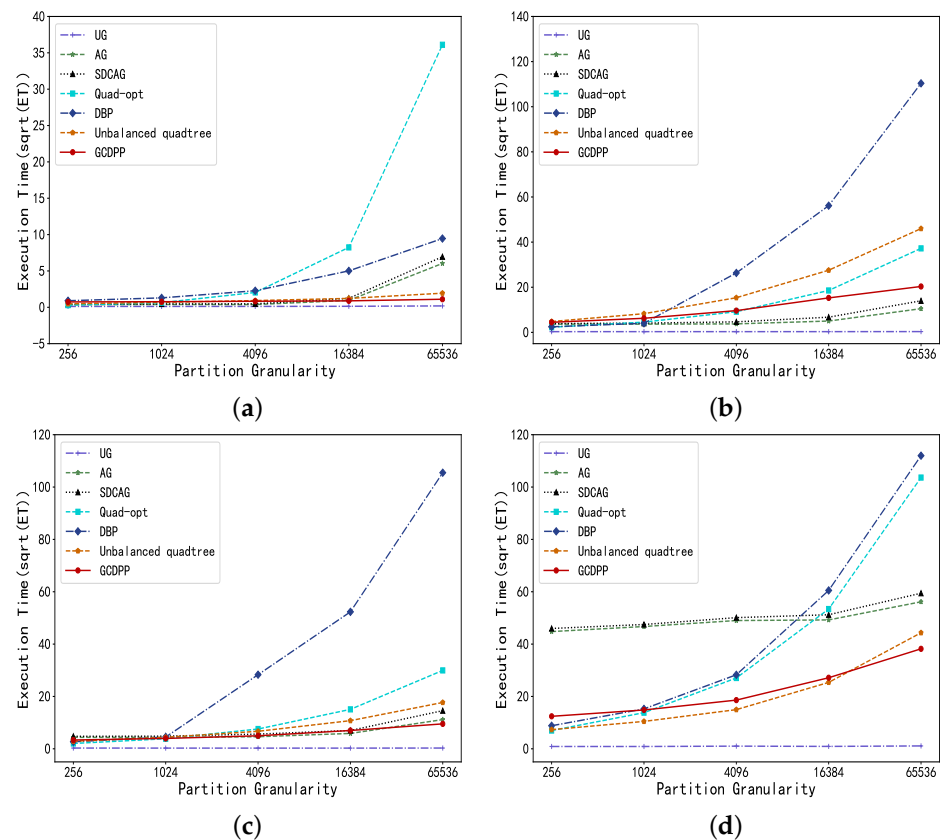 40
35
30
25
20
15
10
5
0
−5
Execution Time(sqrt(ET))
UG
AG
SDCAG
Quad-opt
DBP
Unbalanced quadtree
GCDPP
256 1024 4096 16384 65536
Partition Granularity
(a)
140
120
100
80
60
40
20
0
Execution Time(sqrt(ET))
UG
AG
SDCAG
Quad-opt
DBP
Unbalanced quadtree
GCDPP
256 1024 4096 16384 65536
Partition Granularity
(b)
120
100
80
60
40
20
0
Execution Time(sqrt(ET))
UG
AG
SDCAG
Quad-opt
DBP
Unbalanced quadtree
GCDPP
256 1024 4096 16384 65536
Partition Granularity
(c)
120
100
80
60
40
20
0
Execution Time(sqrt(ET))
UG
AG
SDCAG
Quad-opt
DBP
Unbalanced quadtree
GCDPP
256 1024 4096 16384 65536
Partition Granularity
(d)